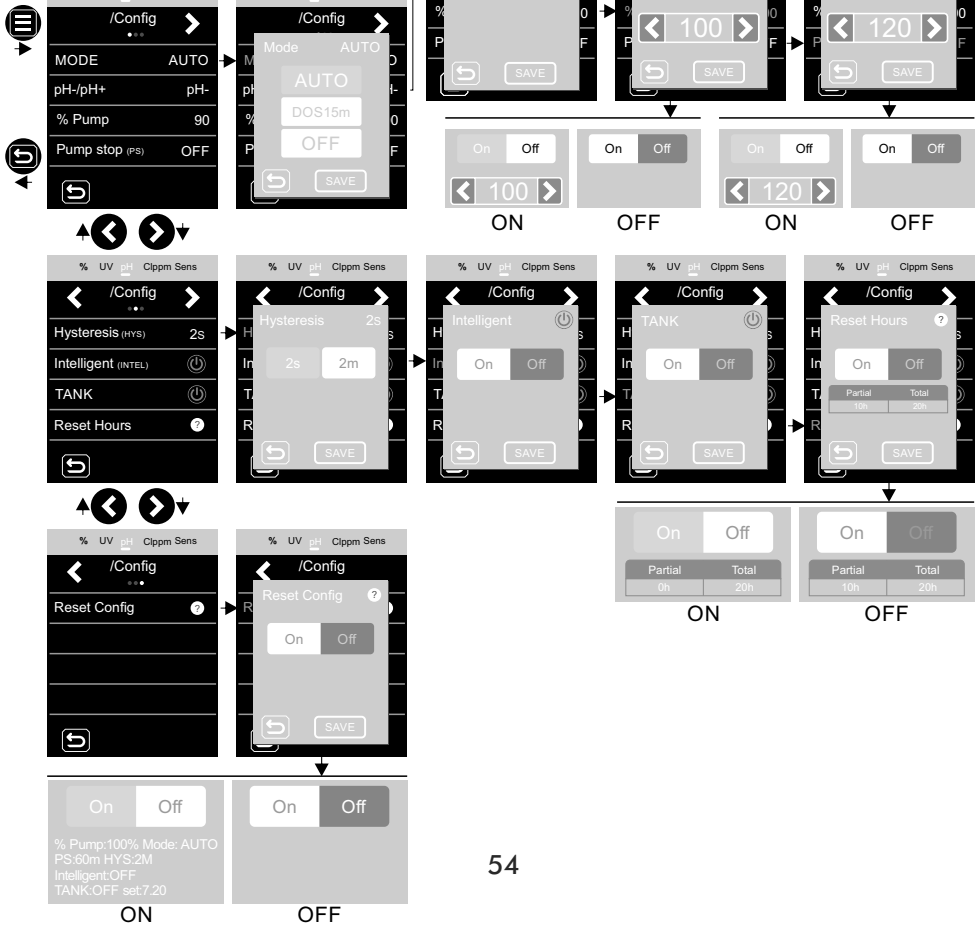 /Config
MODE AUTO
pH-/pH+ pH-
% Pump 90
Pump stop (PS) OFF
/Config
Mode AUTO
AUTO
DOS15m
OFF
SAVE
SAVE
100
SAVE
120
SAVE
On Off
100
ON
On Off
OFF
On Off
120
ON
On Off
OFF
% UV pH Clppm Sens
/Config
Hysteresis (HYS) 2s
Intelligent (INTEL)
TANK
Reset Hours ?
% UV pH Clppm Sens
/Config
Hysteresis 2s
2s 2m
SAVE
% UV pH Clppm Sens
/Config
Intelligent
On Off
SAVE
% UV pH Clppm Sens
/Config
TANK
On Off
SAVE
% UV pH Clppm Sens
/Config
Reset Hours ?
On Off
Partial Total
10h 20h
SAVE
On Off
Partial Total
0h 20h
ON
On Off
Partial Total
10h 20h
OFF
% UV pH Clppm Sens
/Config
Reset Config ?
% UV pH Clppm Sens
/Config
Reset Config ?
On Off
SAVE
On Off
% Pump:100% Mode: AUTO
PS:60m HYS:2M
Intelligent:OFF
TANK:OFF set:7.20
ON
On Off
OFF
54